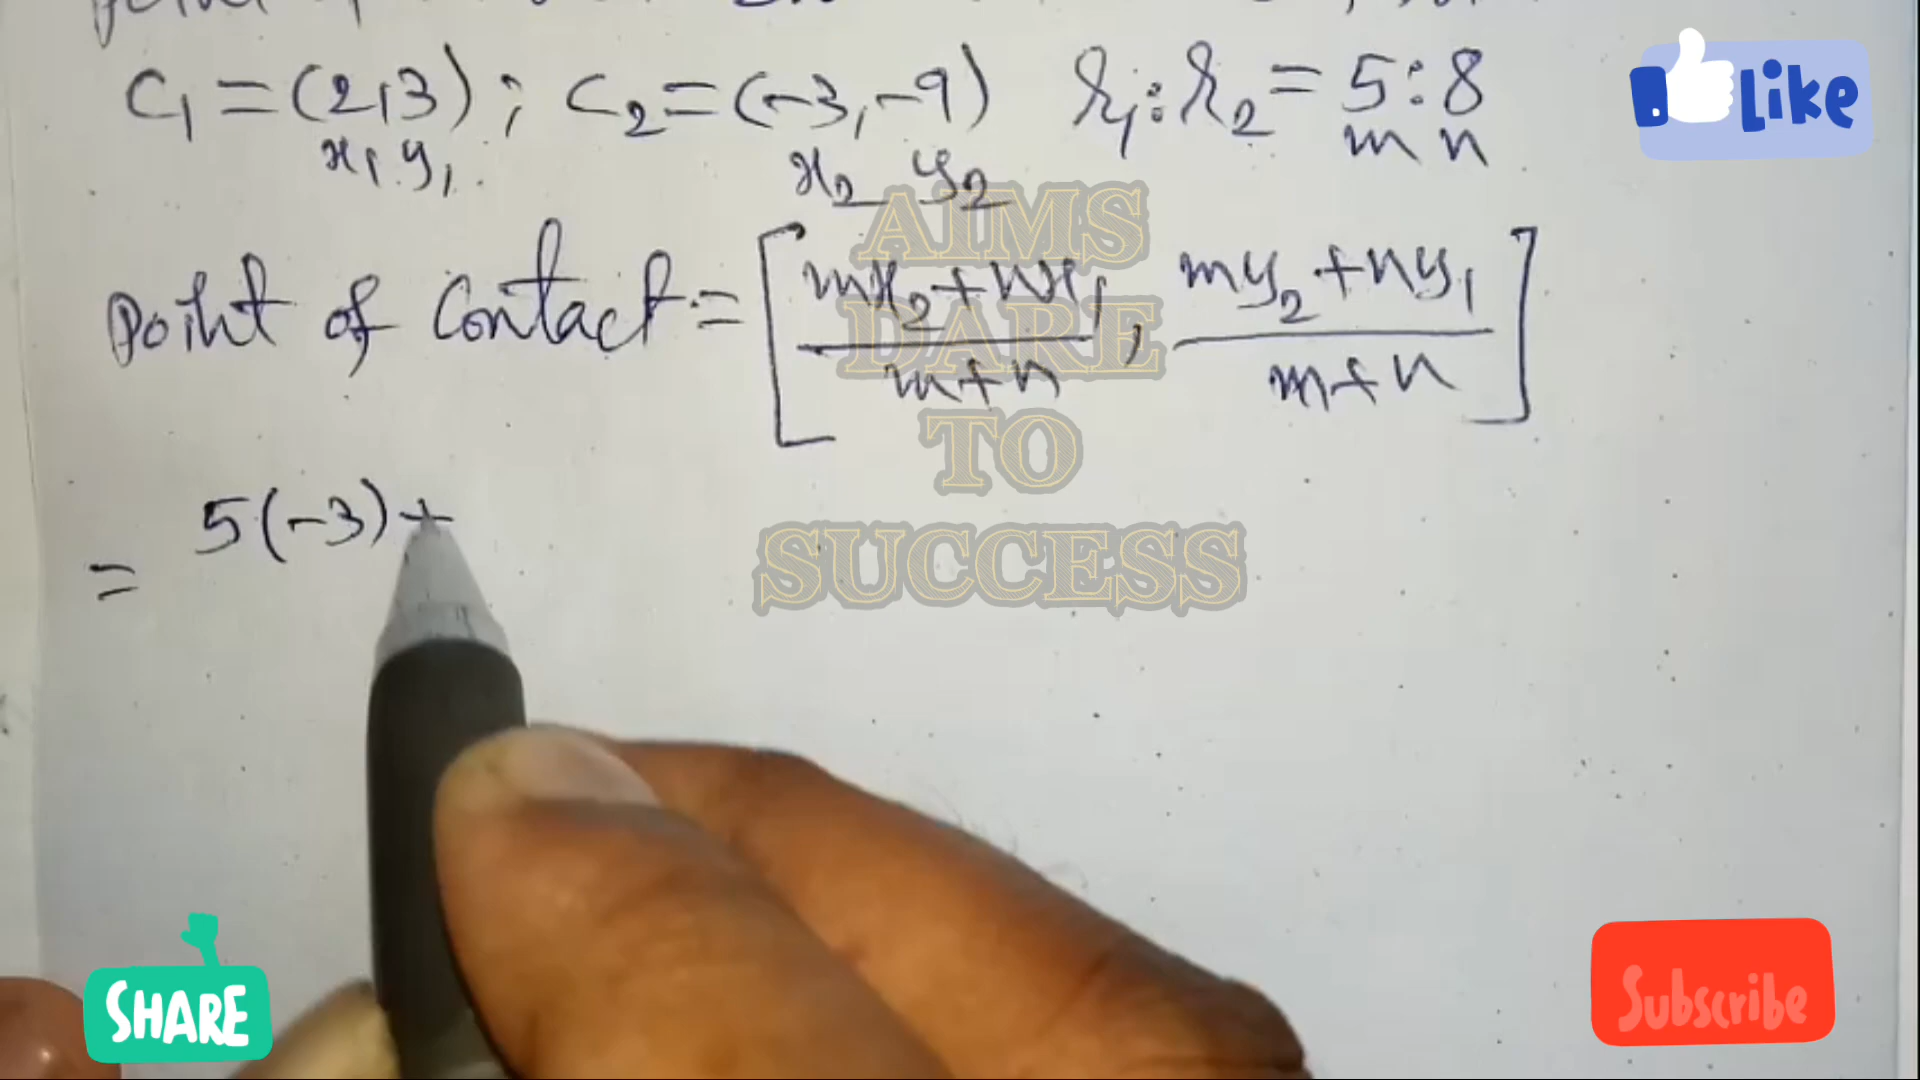 C₁ = (2,3) ; C₂ = (-3,-9) r₁:r₂ = 5:8
x₁ y₁ x₂ y₂ m n
Like
Point of Contact = [mx₂+nx₁/m+n, my₂+ny₁/m+n]
= 5(-3)+
AIMS
DARE
TO
SUCCESS
SHARE
Subscribe